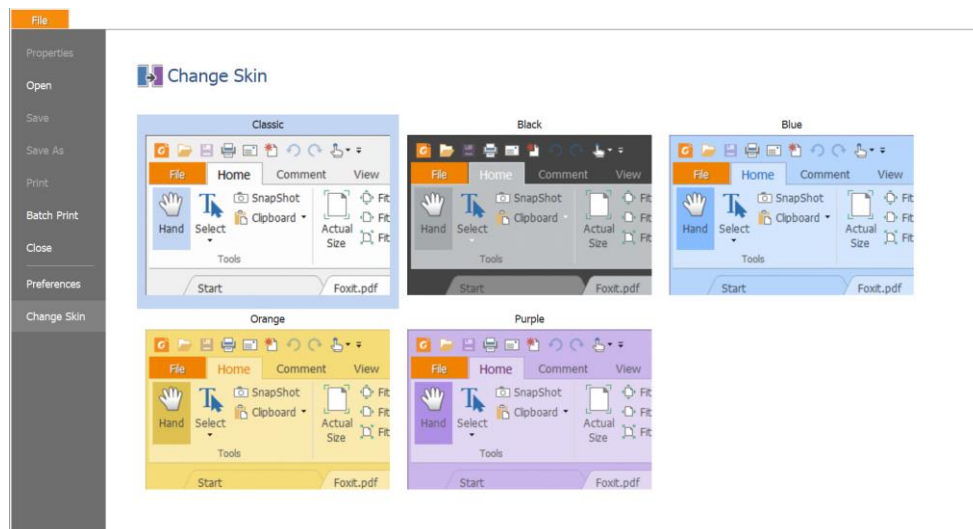 File
Properties
Open
Save
Save As
Print
Batch Print
Close
Preferences
Change Skin
Change Skin
Classic
File Home Comment View
Hand
Select
SnapShot
Clipboard
Actual
Size
Fit
Fit
Fit
Tools
Start Foxit.pdf
Black
File Home Comment View
Hand
Select
SnapShot
Clipboard
Actual
Size
Fit
Fit
Fit
Tools
Start Foxit.pdf
Blue
File Home Comment View
Hand
Select
SnapShot
Clipboard
Actual
Size
Fit
Fit
Fit
Tools
Start Foxit.pdf
Orange
File Home Comment View
Hand
Select
SnapShot
Clipboard
Actual
Size
Fit
Fit
Fit
Tools
Start Foxit.pdf
Purple
File Home Comment View
Hand
Select
SnapShot
Clipboard
Actual
Size
Fit
Fit
Fit
Tools
Start Foxit.pdf